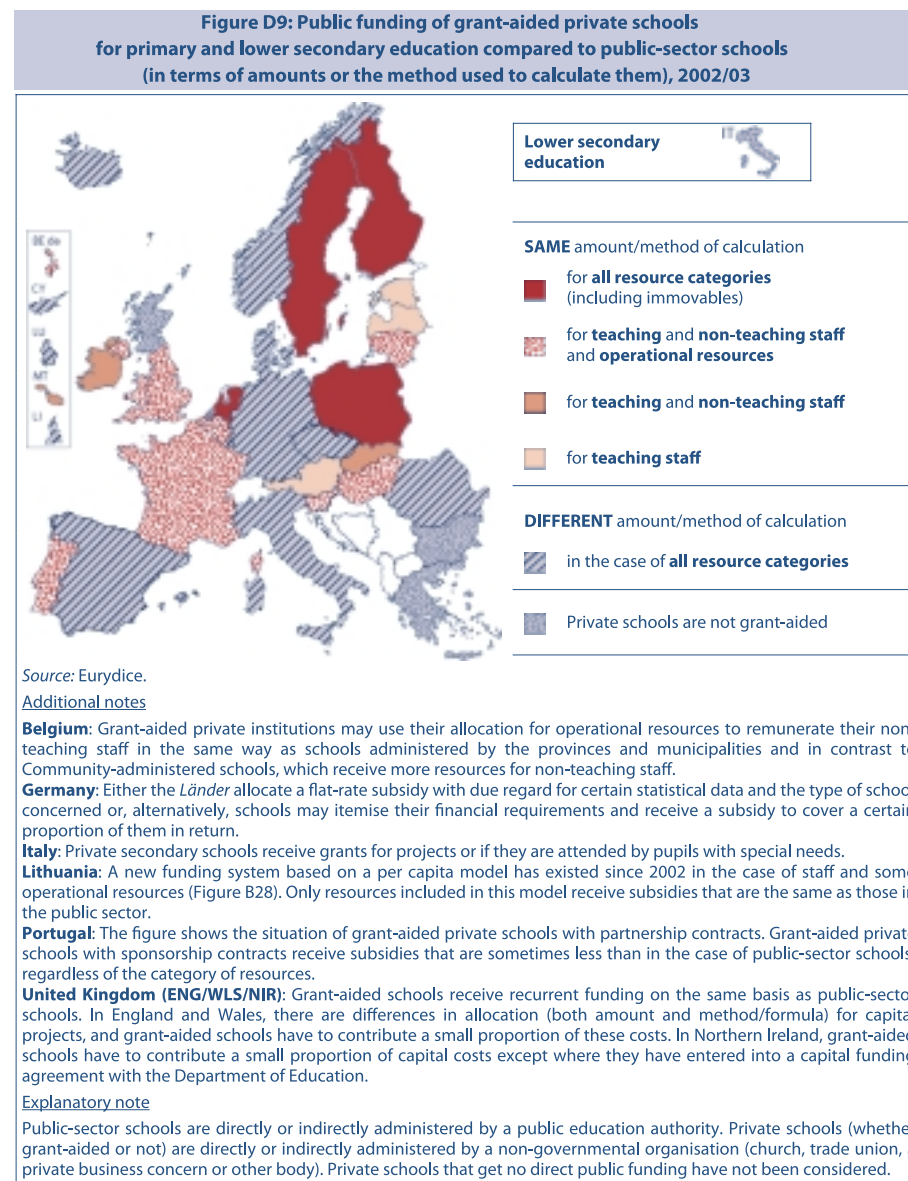 Figure D9: Public funding of grant-aided private schools
for primary and lower secondary education compared to public-sector schools
(in terms of amounts or the method used to calculate them), 2002/03
Lower secondary
education
IT
SAME amount/method of calculation
for all resource categories
(including immovables)
for teaching and non-teaching staff
and operational resources
for teaching and non-teaching staff
for teaching staff
DIFFERENT amount/method of calculation
in the case of all resource categories
Private schools are not grant-aided
BE de
CY
LU
MT
LI
Source: Eurydice.
Additional notes
Belgium: Grant-aided private institutions may use their allocation for operational resources to remunerate their non
teaching staff in the same way as schools administered by the provinces and municipalities and in contrast t
Community-administered schools, which receive more resources for non-teaching staff.
Germany: Either the Länder allocate a flat-rate subsidy with due regard for certain statistical data and the type of schoo
concerned or, alternatively, schools may itemise their financial requirements and receive a subsidy to cover a certain
proportion of them in return.
Italy: Private secondary schools receive grants for projects or if they are attended by pupils with special needs.
Lithuania: A new funding system based on a per capita model has existed since 2002 in the case of staff and some
operational resources (Figure B28). Only resources included in this model receive subsidies that are the same as those i
the public sector.
Portugal: The figure shows the situation of grant-aided private schools with partnership contracts. Grant-aided privat
schools with sponsorship contracts receive subsidies that are sometimes less than in the case of public-sector schools
regardless of the category of resources.
United Kingdom (ENG/WLS/NIR): Grant-aided schools receive recurrent funding on the same basis as public-secto
schools. In England and Wales, there are differences in allocation (both amount and method/formula) for capita
projects, and grant-aided schools have to contribute a small proportion of these costs. In Northern Ireland, grant-aided
schools have to contribute a small proportion of capital costs except where they have entered into a capital funding
agreement with the Department of Education.
Explanatory note
Public-sector schools are directly or indirectly administered by a public education authority. Private schools (whethe
grant-aided or not) are directly or indirectly administered by a non-governmental organisation (church, trade union,
private business concern or other body). Private schools that get no direct public funding have not been considered.